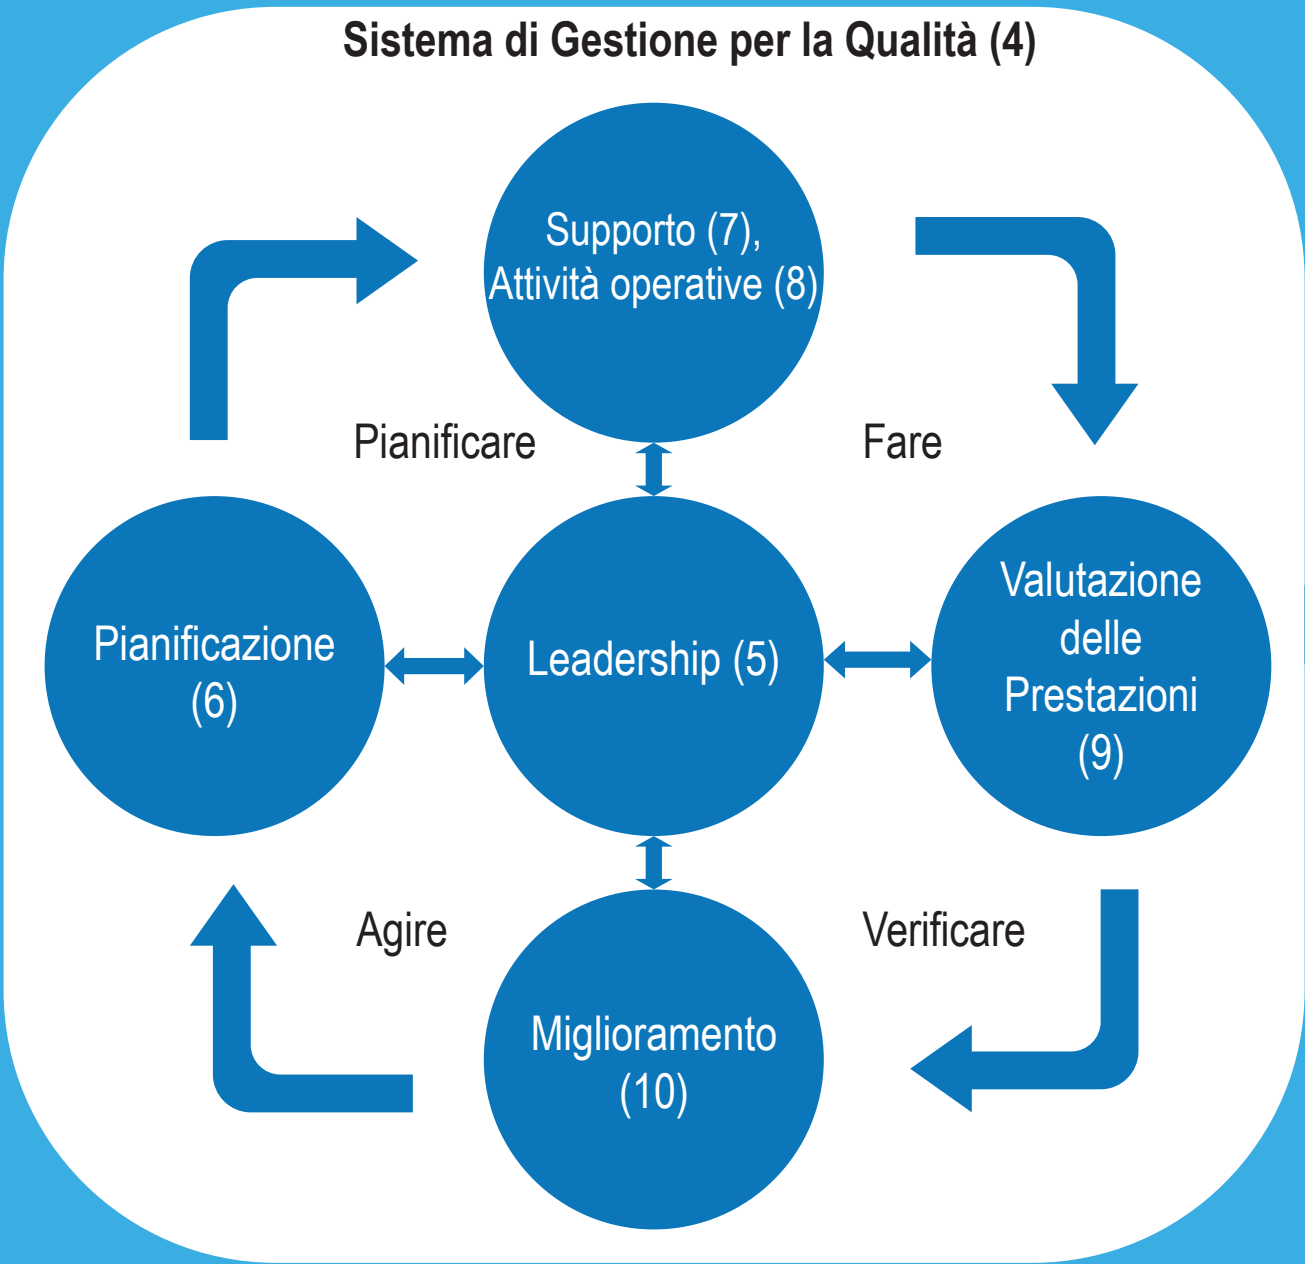 Sistema di Gestione per la Qualità (4)
Supporto (7),
Attività operative (8)
Pianificare
Fare
Pianificazione
(6)
Leadership (5)
Valutazione
delle
Prestazioni
(9)
Agire
Verificare
Miglioramento
(10)